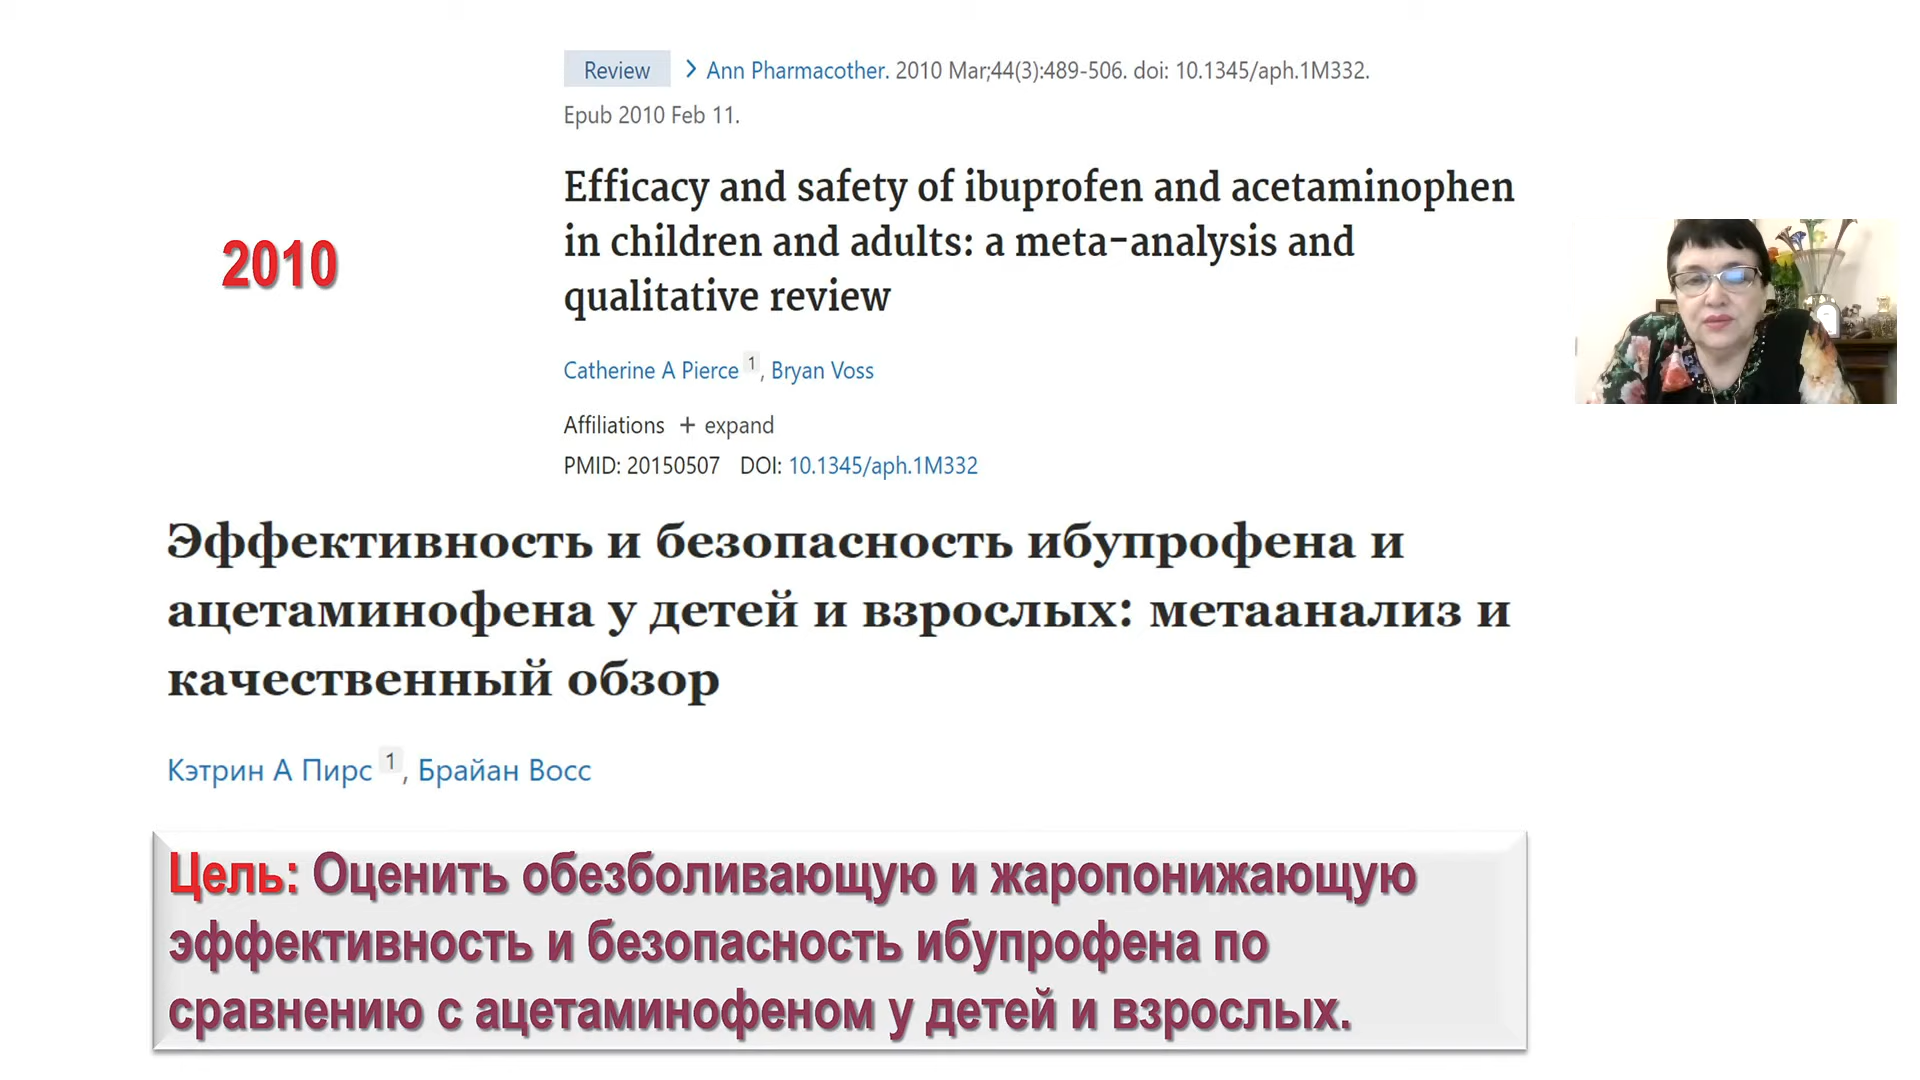 Review > Ann Pharmacother. 2010 Mar;44(3):489-506. doi: 10.1345/aph.1M332.
Epub 2010 Feb 11.
Efficacy and safety of ibuprofen and acetaminophen
in children and adults: a meta-analysis and
qualitative review
2010
Catherine A Pierce 1, Bryan Voss
Affiliations + expand
PMID: 20150507 DOI: 10.1345/aph.1M332
Эффективность и безопасность ибупрофена и
ацетаминофена у детей и взрослых: метаанализ и
качественный обзор
Кэтрин А Пирс 1, Брайан Восс
Цель: Оценить обезболивающую и жаропонижающую
эффективность и безопасность ибупрофена по
сравнению с ацетаминофеном у детей и взрослых.